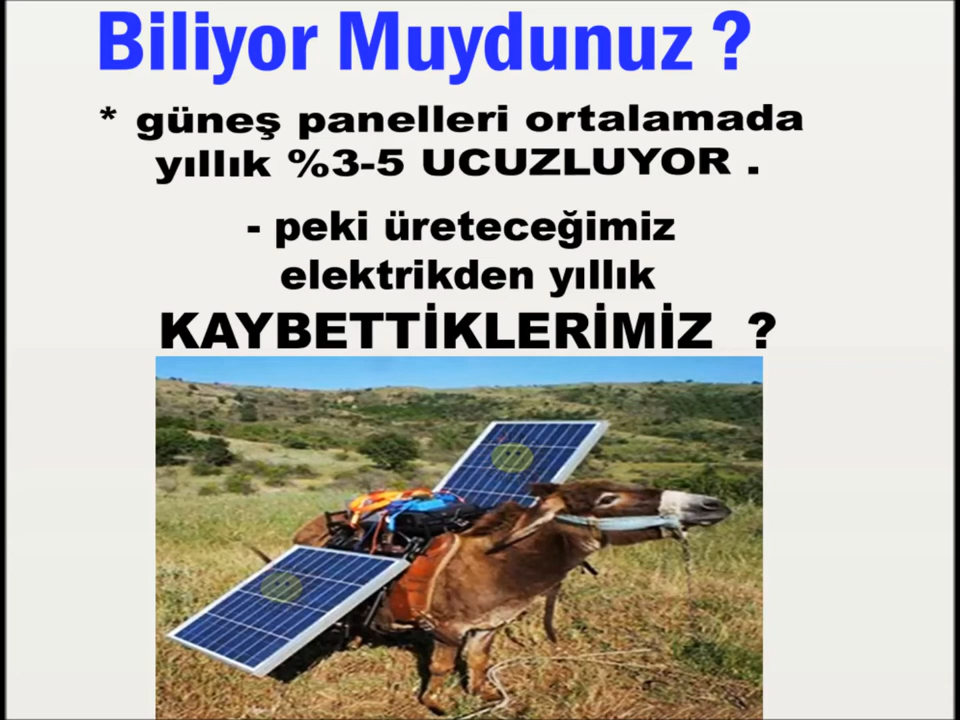 Biliyor Muydunuz ?
* güneş panelleri ortalamada
yıllık %3-5 UCUZLUYOR .
- peki üreteceğimiz
elektrikden yıllık
KAYBETTİKLERİMİZ ?